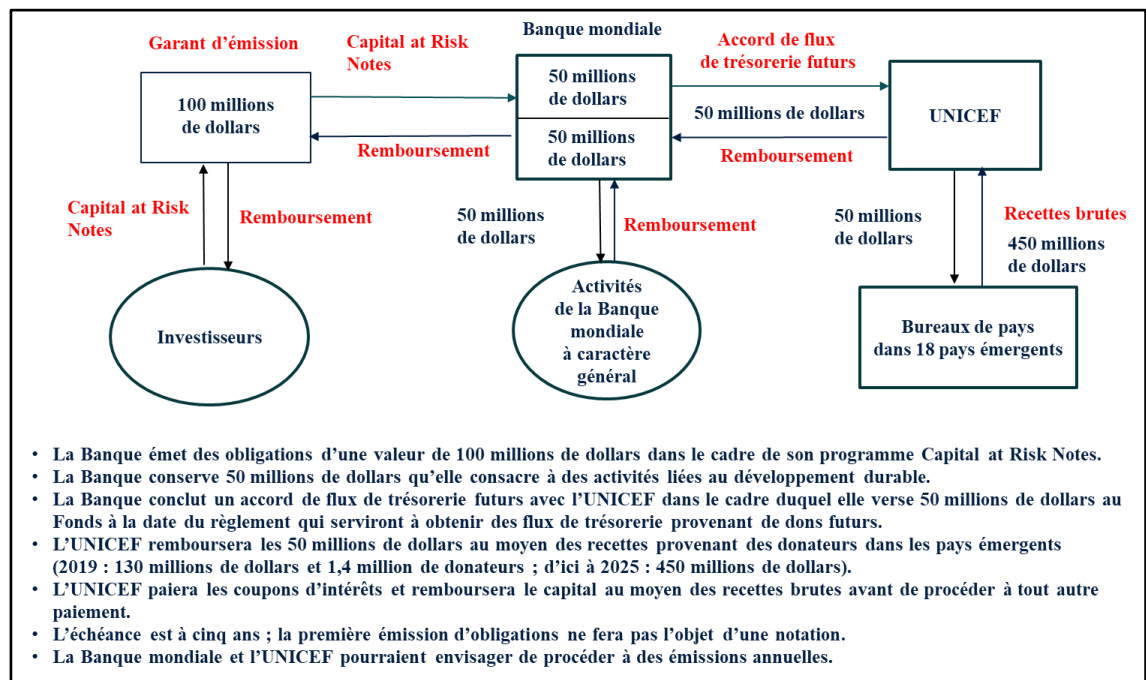 Banque mondiale
Garant d'émission
Capital at Risk
Notes
Accord de flux
de trésorerie futurs
100 millions
de dollars
50 millions
de dollars
50 millions
de dollars
50 millions de dollars
UNICEF
Remboursement
Remboursement
Capital at Risk
Notes
Remboursement
50 millions
de dollars
Remboursement
50 millions
de dollars
Recettes brutes
450 millions
de dollars
Investisseurs
Activités
de la Banque
mondiale
à caractère
général
Bureaux de pays
dans 18 pays émergents
• La Banque émet des obligations d'une valeur de 100 millions de dollars dans le cadre de son programme Capital at Risk Notes.
• La Banque conserve 50 millions de dollars qu'elle consacre à des activités liées au développement durable.
• La Banque conclut un accord de flux de trésorerie futurs avec l'UNICEF dans le cadre duquel elle verse 50 millions de dollars au
Fonds à la date du règlement qui serviront à obtenir des flux de trésorerie provenant de dons futurs.
• L'UNICEF remboursera les 50 millions de dollars au moyen des recettes provenant des donateurs dans les pays émergents
(2019 : 130 millions de dollars et 1,4 million de donateurs ; d'ici à 2025 : 450 millions de dollars).
• L'UNICEF paiera les coupons d'intérêts et remboursera le capital au moyen des recettes brutes avant de procéder à tout autre
paiement.
• L'échéance est à cinq ans ; la première émission d'obligations ne fera pas l'objet d'une notation.
• La Banque mondiale et l'UNICEF pourraient envisager de procéder à des émissions annuelles.